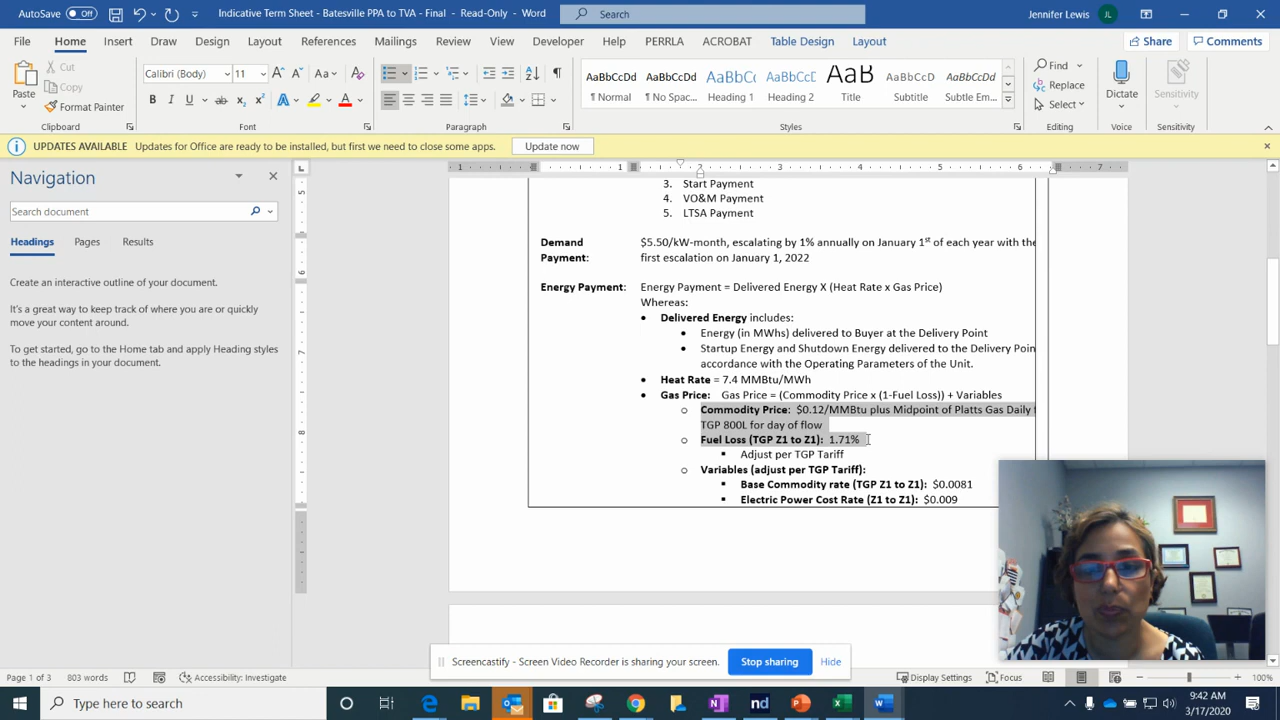 AutoSave Off
Indicative Term Sheet - Batesville PPA to TVA - Final - Read-Only - Word
Search
Jennifer Lewis
JL
File Home Insert Draw Design Layout References Mailings Review View Developer Help PERRLA ACROBAT Table Design Layout
Share
Comments
Paste
Cut
Copy
Format Painter
Clipboard
Calibri (Body) 11
Font
Paragraph
AaBbCcDd AaBbCcDd AaBbCc AaBbCcD AaB AaBbCcD AaBbCcDd
¶ Normal ¶ No Spac... Heading 1 Heading 2 Title Subtitle Subtle Em...
Styles
Find
Replace
Select
Editing
Dictate
Voice
Sensitivity
Sensitivity
UPDATES AVAILABLE Updates for Office are ready to be installed, but first we need to close some apps. Update now
Navigation
Search document
Headings Pages Results
Create an interactive outline of your document.
It's a great way to keep track of where you are or quickly
move your content around.
To get started, go to the Home tab and apply Heading styles
to the headings in your document.
3. Start Payment
4. VO&M Payment
5. LTSA Payment
Demand Payment:
$5.50/kW-month, escalating by 1% annually on January 1st of each year with the
first escalation on January 1, 2022
Energy Payment: Energy Payment = Delivered Energy X (Heat Rate x Gas Price)
Whereas:
• Delivered Energy includes:
• Energy (in MWhs) delivered to Buyer at the Delivery Point
• Startup Energy and Shutdown Energy delivered to the Delivery Poin
accordance with the Operating Parameters of the Unit.
• Heat Rate = 7.4 MMBtu/MWh
• Gas Price: Gas Price = (Commodity Price x (1-Fuel Loss)) + Variables
o Commodity Price: $0.12/MMBtu plus Midpoint of Platts Gas Daily f
TGP 800L for day of flow
o Fuel Loss (TGP Z1 to Z1): 1.71%
▪ Adjust per TGP Tariff
o Variables (adjust per TGP Tariff):
▪ Base Commodity rate (TGP Z1 to Z1): $0.0081
▪ Electric Power Cost Rate (Z1 to Z1): $0.009
Screencastify - Screen Video Recorder is sharing your screen. Stop sharing Hide
Page 1 of 3 803 words Accessibility: Investigate Display Settings Focus 100%
Type here to search
9:42 AM
3/17/2020